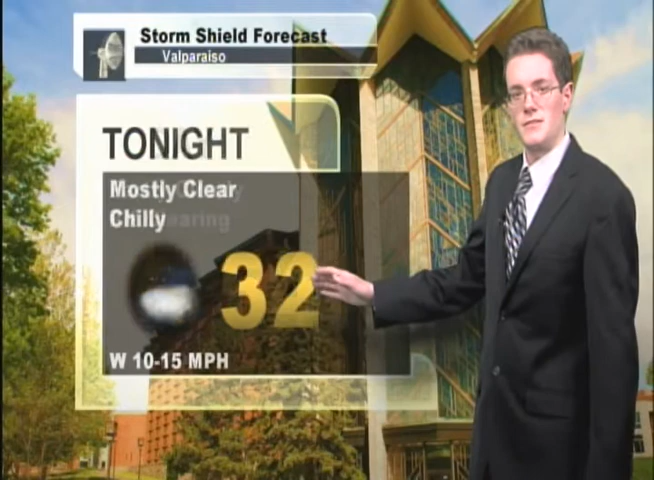 Storm Shield Forecast
Valparaiso
TONIGHT
Mostly Clear
Chilly
32
W 10-15 MPH